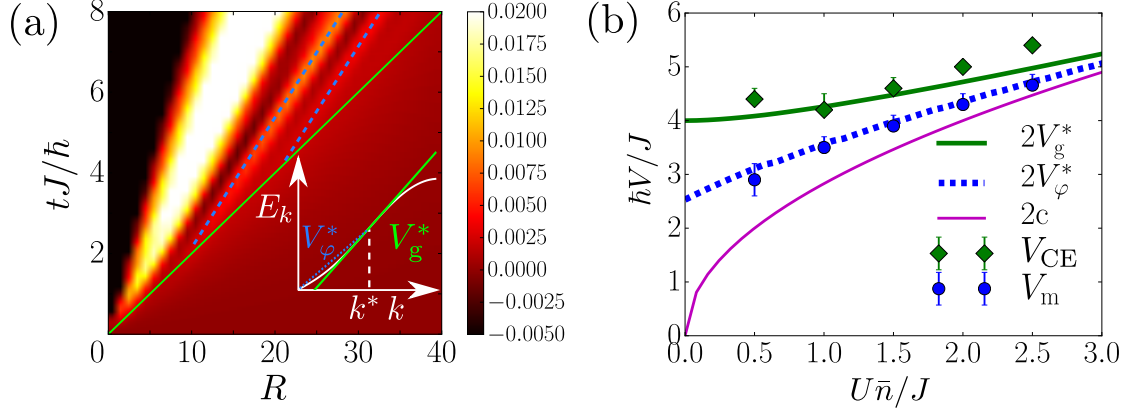 (a)
tJ/ħ
8
6
4
2
0
10
20
30
40
R
E_k
V_φ^*
V_g^*
k^* k
0.0200
0.0175
0.0150
0.0125
0.0100
0.0075
0.0050
0.0025
0.0000
−0.0025
−0.0050
(b)
ħV/J
6
5
4
3
2
1
0
0.0
0.5
1.0
1.5
2.0
2.5
3.0
Un̄/J
2V_g^*
2V_φ^*
2c
V_CE
V_m